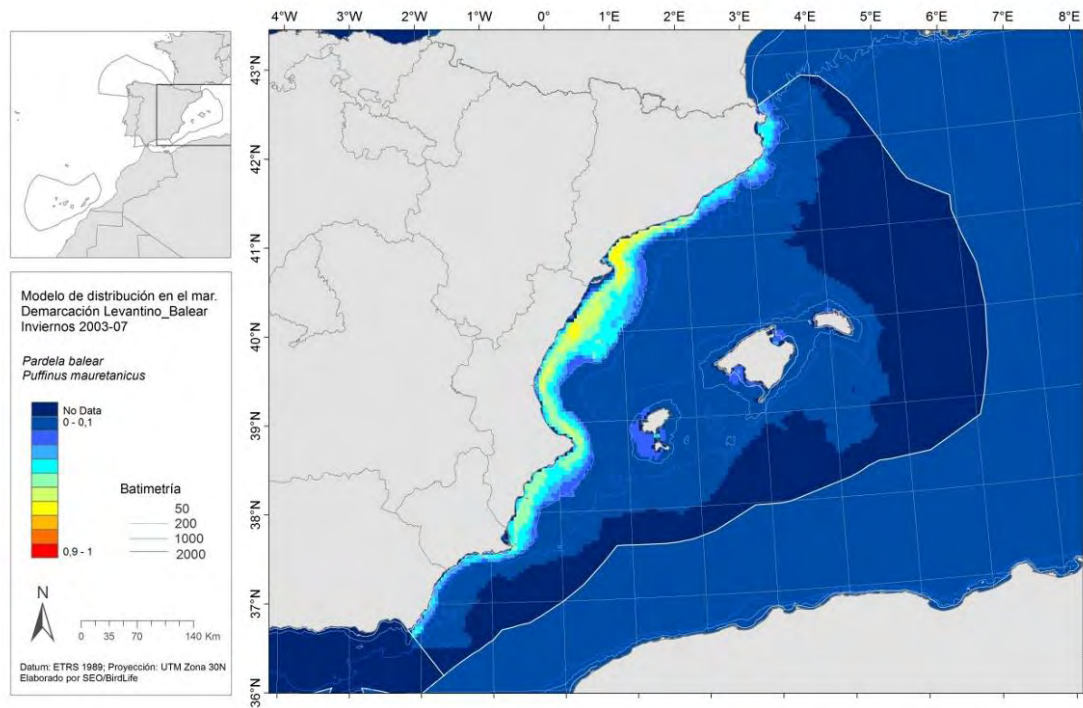 4°W 3°W 2°W 1°W 0° 1°E 2°E 3°E 4°E 5°E 6°E 7°E 8°E
43°N
42°N
41°N
40°N
39°N
38°N
37°N
36°N
Modelo de distribución en el mar.
Demarcación Levantino_Balear
Inviernos 2003-07
Pardela balear
Puffinus mauretanicus
No Data
0 - 0,1
0,9 - 1
Batimetría
50
200
1000
2000
N
0 35 70 140 Km
Datum: ETRS 1989; Proyección: UTM Zona 30N
Elaborado por SEO/BirdLife